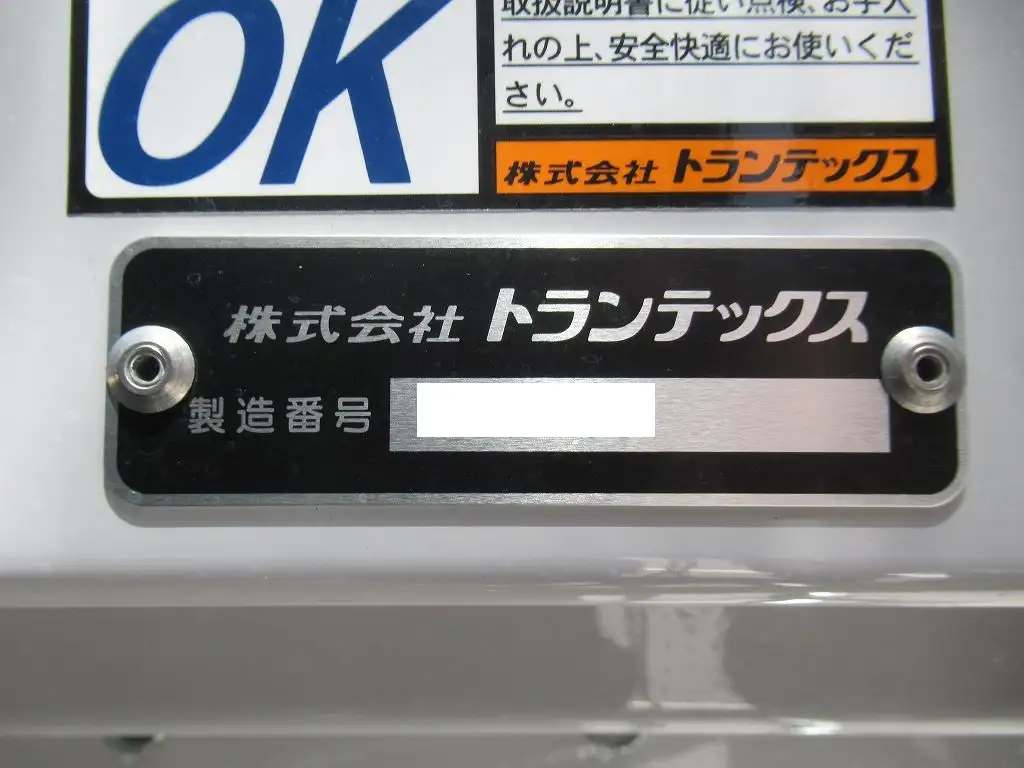 OK
取扱説明書に従い点検、お手入
れの上、安全快適にお使いくだ
さい。
株式会社 トランテックス
株式会社 トランテックス
製造番号